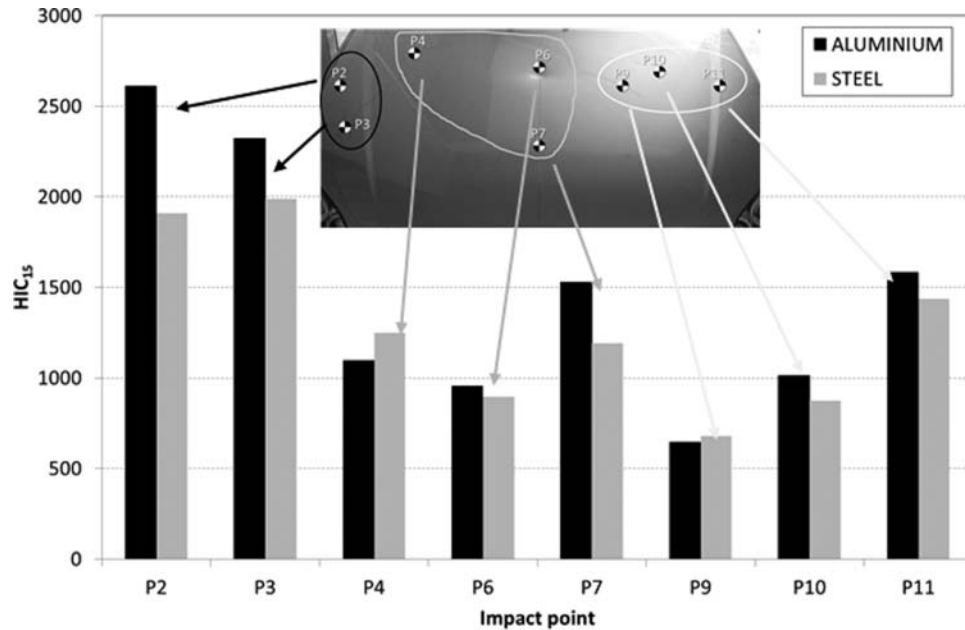 3000
2500
2000
1500
1000
500
0
HIC15
ALUMINIUM
STEEL
P4
P6
P10
P2
P9
P11
P3
P7
P2 P3 P4 P6 P7 P9 P10 P11
Impact point